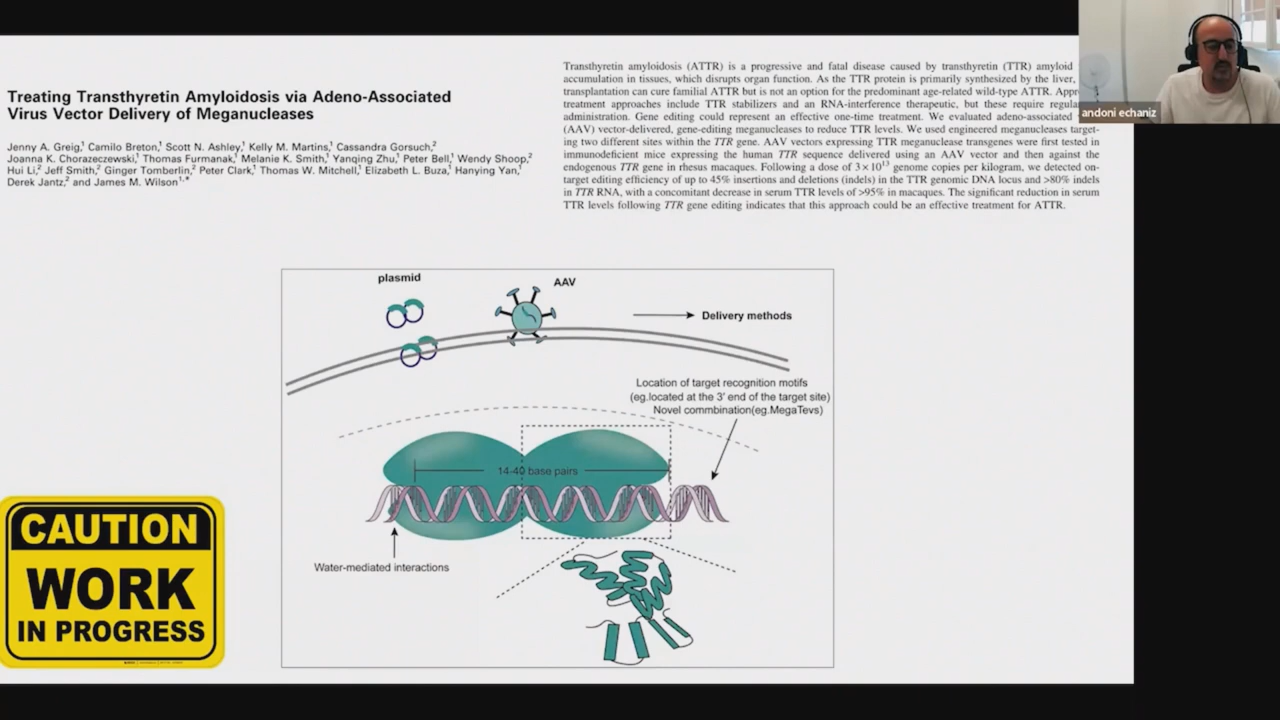 Treating Transthyretin Amyloidosis via Adeno-Associated
Virus Vector Delivery of Meganucleases
Jenny A. Greig,¹ Camilo Breton,¹ Scott N. Ashley,¹ Kelly M. Martins,¹ Cassandra Gorsuch,²
Joanna K. Chorazeczewski,¹ Thomas Furmanak,¹ Melanie K. Smith,¹ Yanqing Zhu,¹ Peter Bell,¹ Wendy Shoop,²
Hui Li,² Jeff Smith,² Ginger Tomberlin,² Peter Clark,¹ Thomas W. Mitchell,¹ Elizabeth L. Buza,¹ Hanying Yan,¹
Derek Jantz,² and James M. Wilson¹,*
Transthyretin amyloidosis (ATTR) is a progressive and fatal disease caused by transthyretin (TTR) amyloid
accumulation in tissues, which disrupts organ function. As the TTR protein is primarily synthesized by the liver,
transplantation can cure familial ATTR but is not an option for the predominant age-related wild-type ATTR. Appr
treatment approaches include TTR stabilizers and an RNA-interference therapeutic, but these require regula
administration. Gene editing could represent an effective one-time treatment. We evaluated adeno-associated
(AAV) vector-delivered, gene-editing meganucleases to reduce TTR levels. We used engineered meganucleases target-
ing two different sites within the TTR gene. AAV vectors expressing TTR meganuclease transgenes were first tested in
immunodeficient mice expressing the human TTR sequence delivered using an AAV vector and then against the
endogenous TTR gene in rhesus macaques. Following a dose of 3×10¹³ genome copies per kilogram, we detected on-
target editing efficiency of up to 45% insertions and deletions (indels) in the TTR genomic DNA locus and >80% indels
in TTR RNA, with a concomitant decrease in serum TTR levels of >95% in macaques. The significant reduction in serum
TTR levels following TTR gene editing indicates that this approach could be an effective treatment for ATTR.
andoni echaniz
plasmid
AAV
Delivery methods
Location of target recognition motifs
(eg.located at the 3' end of the target site)
Novel commbination(eg.MegaTevs)
14-40 base pairs
Water-mediated interactions
CAUTION
WORK
IN PROGRESS